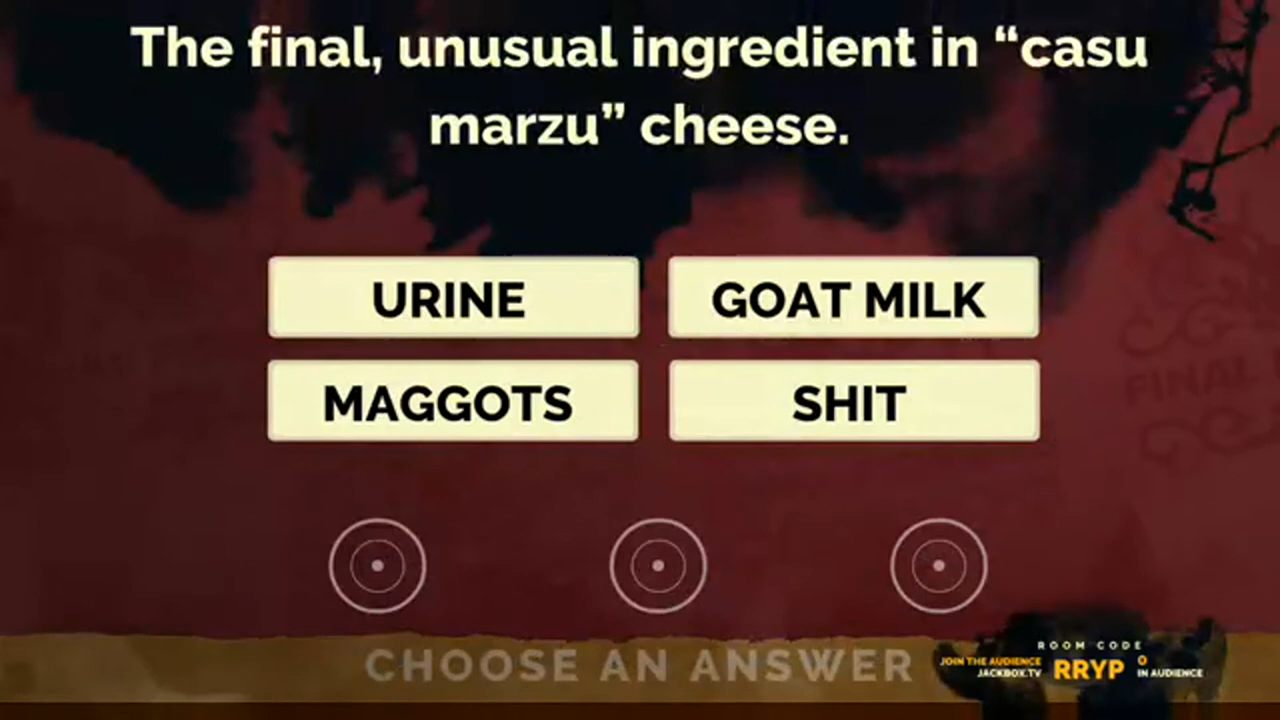 The final, unusual ingredient in “casu
marzu” cheese.
URINE
GOAT MILK
MAGGOTS
SHIT
FINAL
CHOOSE AN ANSWER
ROOM CODE
JOIN THE AUDIENCE
JACKBOX.TV
RRYP
0
IN AUDIENCE